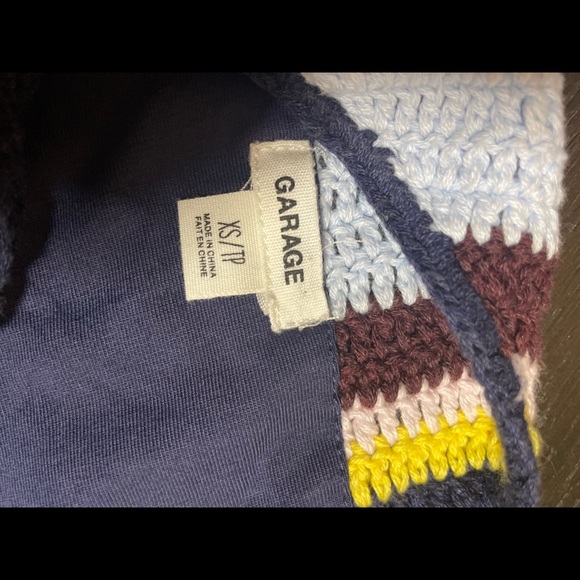 GARAGE
XS/TP
MADE IN CHINA
FAIT EN CHINE